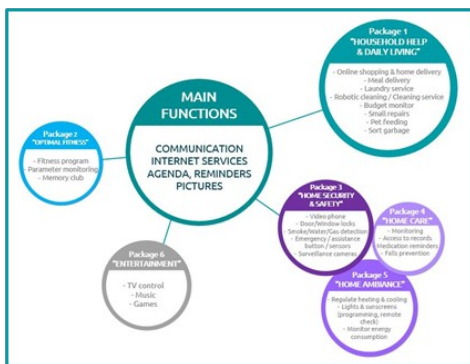 MAIN
FUNCTIONS
COMMUNICATION
INTERNET SERVICES
AGENDA, REMINDERS
PICTURES
Package 1
"HOUSEHOLD HELP
& DAILY LIVING"
- Online shopping & home delivery
- Meal delivery
- Laundry service
- Robotic cleaning / Cleaning service
- Budget monitor
- Small repairs
- Pet feeding
- Sort garbage
Package 2
"OPTIMAL FITNESS"
- Fitness program
- Parameter monitoring
- Memory club
Package 3
"HOME SECURITY
& SAFETY"
- Video phone
- Door/Window locks
- Smoke/Water/Gas detection
- Emergency / assistance
button / sensors
- Surveillance cameras
Package 4
"HOME CARE"
- Monitoring
- Access to records
Medication reminders
- Falls prevention
Package 5
"HOME AMBIANCE"
- Regulate heating & cooling
- Lights & sunscreens
(programming, remote
check)
- Monitor energy
consumption
Package 6
"ENTERTAINMENT"
- TV control
- Music
- Games